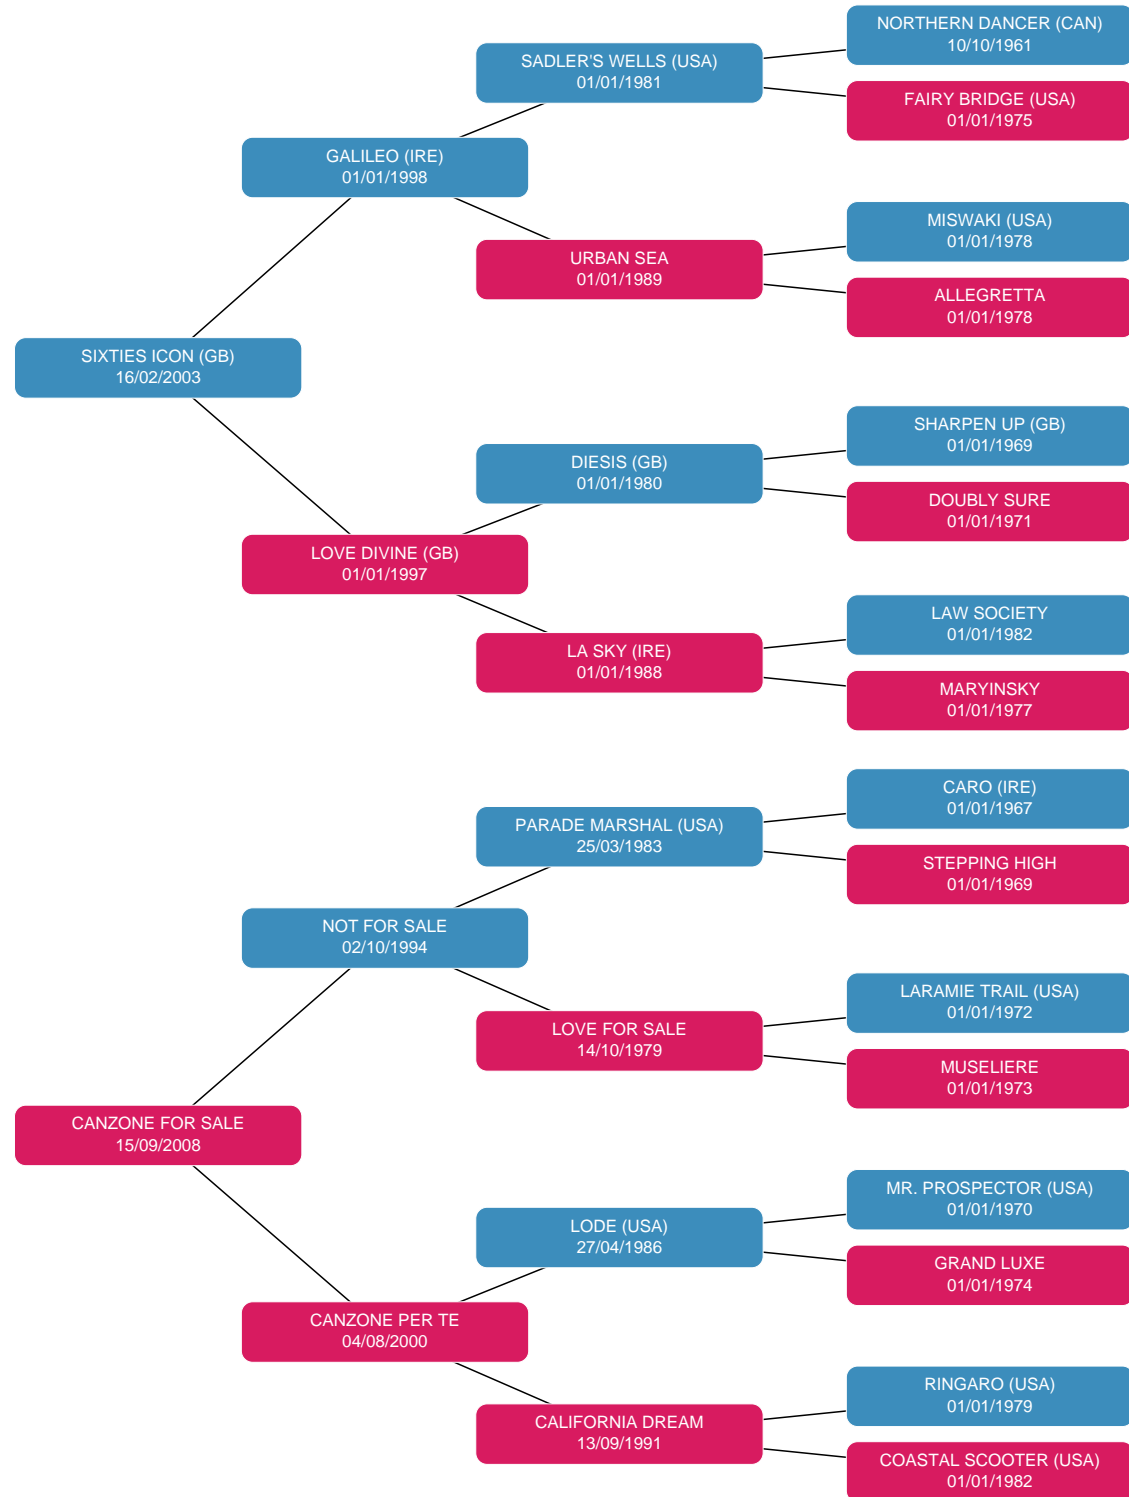 NORTHERN DANCER (CAN)
10/10/1961
SADLER'S WELLS (USA)
01/01/1981
FAIRY BRIDGE (USA)
01/01/1975
GALILEO (IRE)
01/01/1998
MISWAKI (USA)
01/01/1978
URBAN SEA
01/01/1989
ALLEGRETTA
01/01/1978
SIXTIES ICON (GB)
16/02/2003
SHARPEN UP (GB)
01/01/1969
DIESIS (GB)
01/01/1980
DOUBLY SURE
01/01/1971
LOVE DIVINE (GB)
01/01/1997
LAW SOCIETY
01/01/1982
LA SKY (IRE)
01/01/1988
MARYINSKY
01/01/1977
CARO (IRE)
01/01/1967
PARADE MARSHAL (USA)
25/03/1983
STEPPING HIGH
01/01/1969
NOT FOR SALE
02/10/1994
LARAMIE TRAIL (USA)
01/01/1972
LOVE FOR SALE
14/10/1979
MUSELIERE
01/01/1973
CANZONE FOR SALE
15/09/2008
MR. PROSPECTOR (USA)
01/01/1970
LODE (USA)
27/04/1986
GRAND LUXE
01/01/1974
CANZONE PER TE
04/08/2000
RINGARO (USA)
01/01/1979
CALIFORNIA DREAM
13/09/1991
COASTAL SCOOTER (USA)
01/01/1982